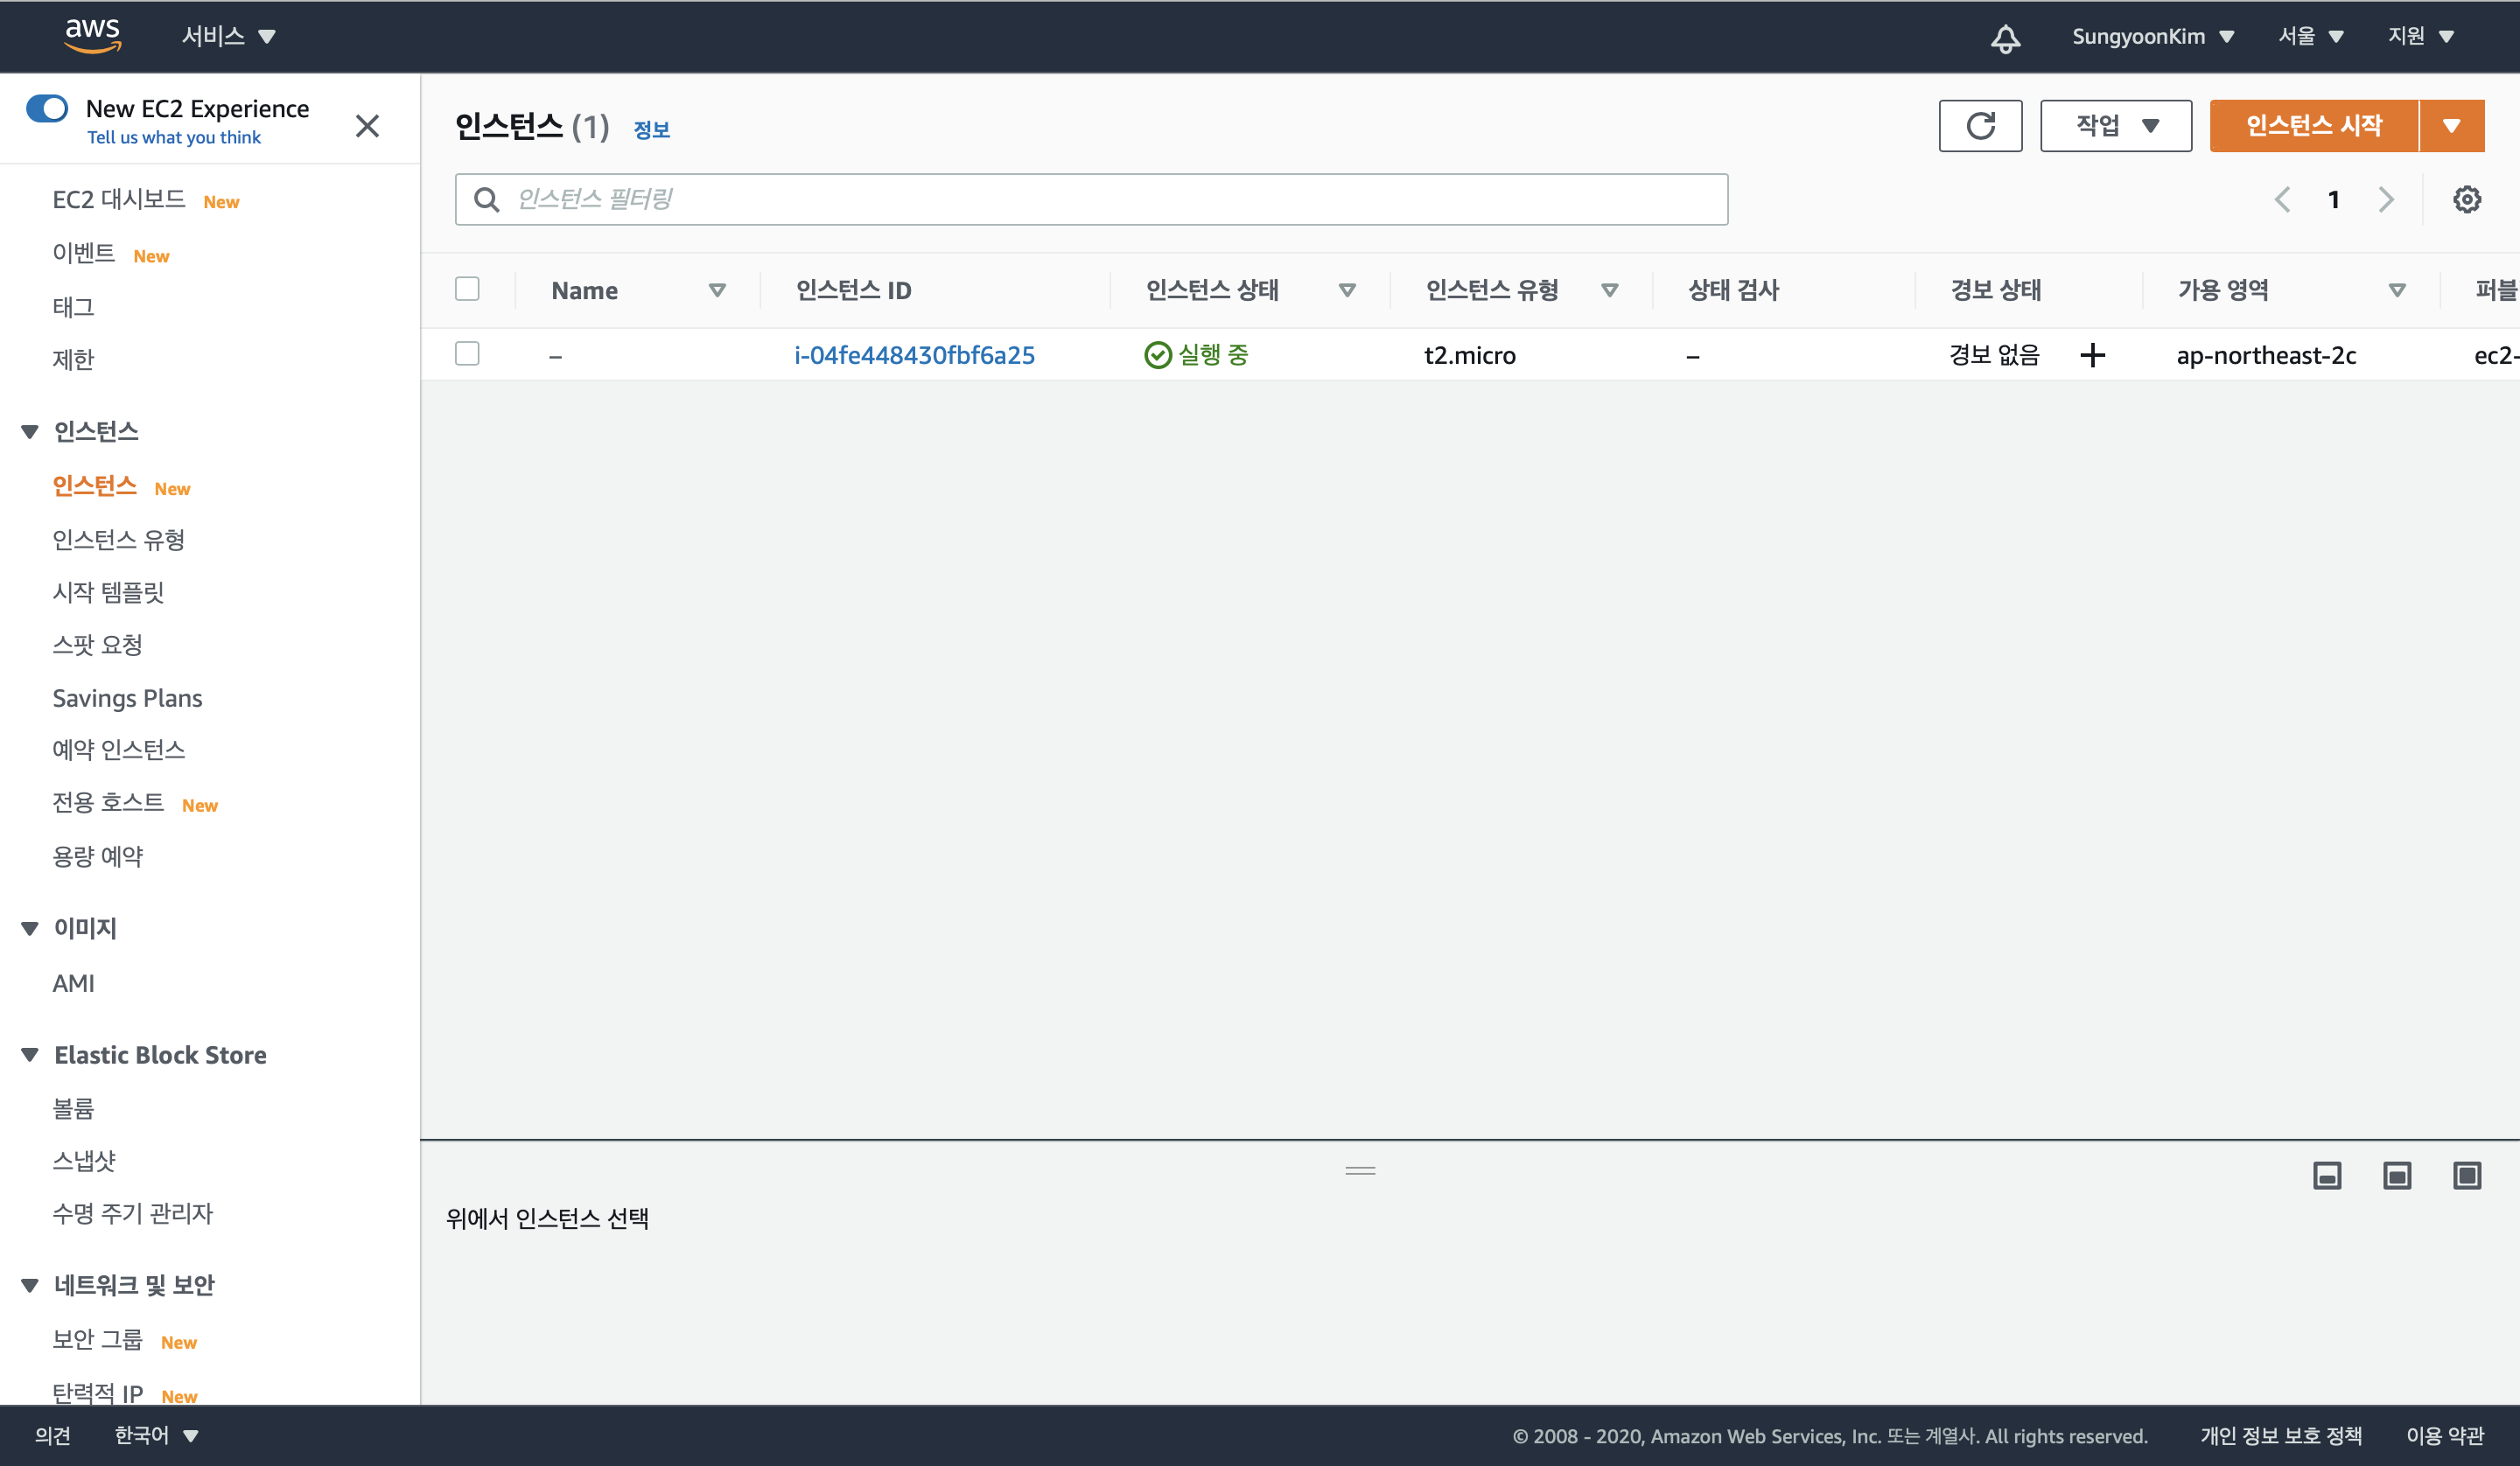 aws 서비스 SungyoonKim 서울 지원
New EC2 Experience
Tell us what you think
EC2 대시보드 New
이벤트 New
태그
제한
인스턴스
인스턴스 New
인스턴스 유형
시작 템플릿
스팟 요청
Savings Plans
예약 인스턴스
전용 호스트 New
용량 예약
이미지
AMI
Elastic Block Store
볼륨
스냅샷
수명 주기 관리자
네트워크 및 보안
보안 그룹 New
탄력적 IP New
인스턴스 (1) 정보 작업 인스턴스 시작
인스턴스 필터링 1
Name 인스턴스 ID 인스턴스 상태 인스턴스 유형 상태 검사 경보 상태 가용 영역 퍼블
– i-04fe448430fbf6a25 실행 중 t2.micro – 경보 없음 + ap-northeast-2c ec2-
위에서 인스턴스 선택
의견 한국어 © 2008 - 2020, Amazon Web Services, Inc. 또는 계열사. All rights reserved. 개인 정보 보호 정책 이용 약관